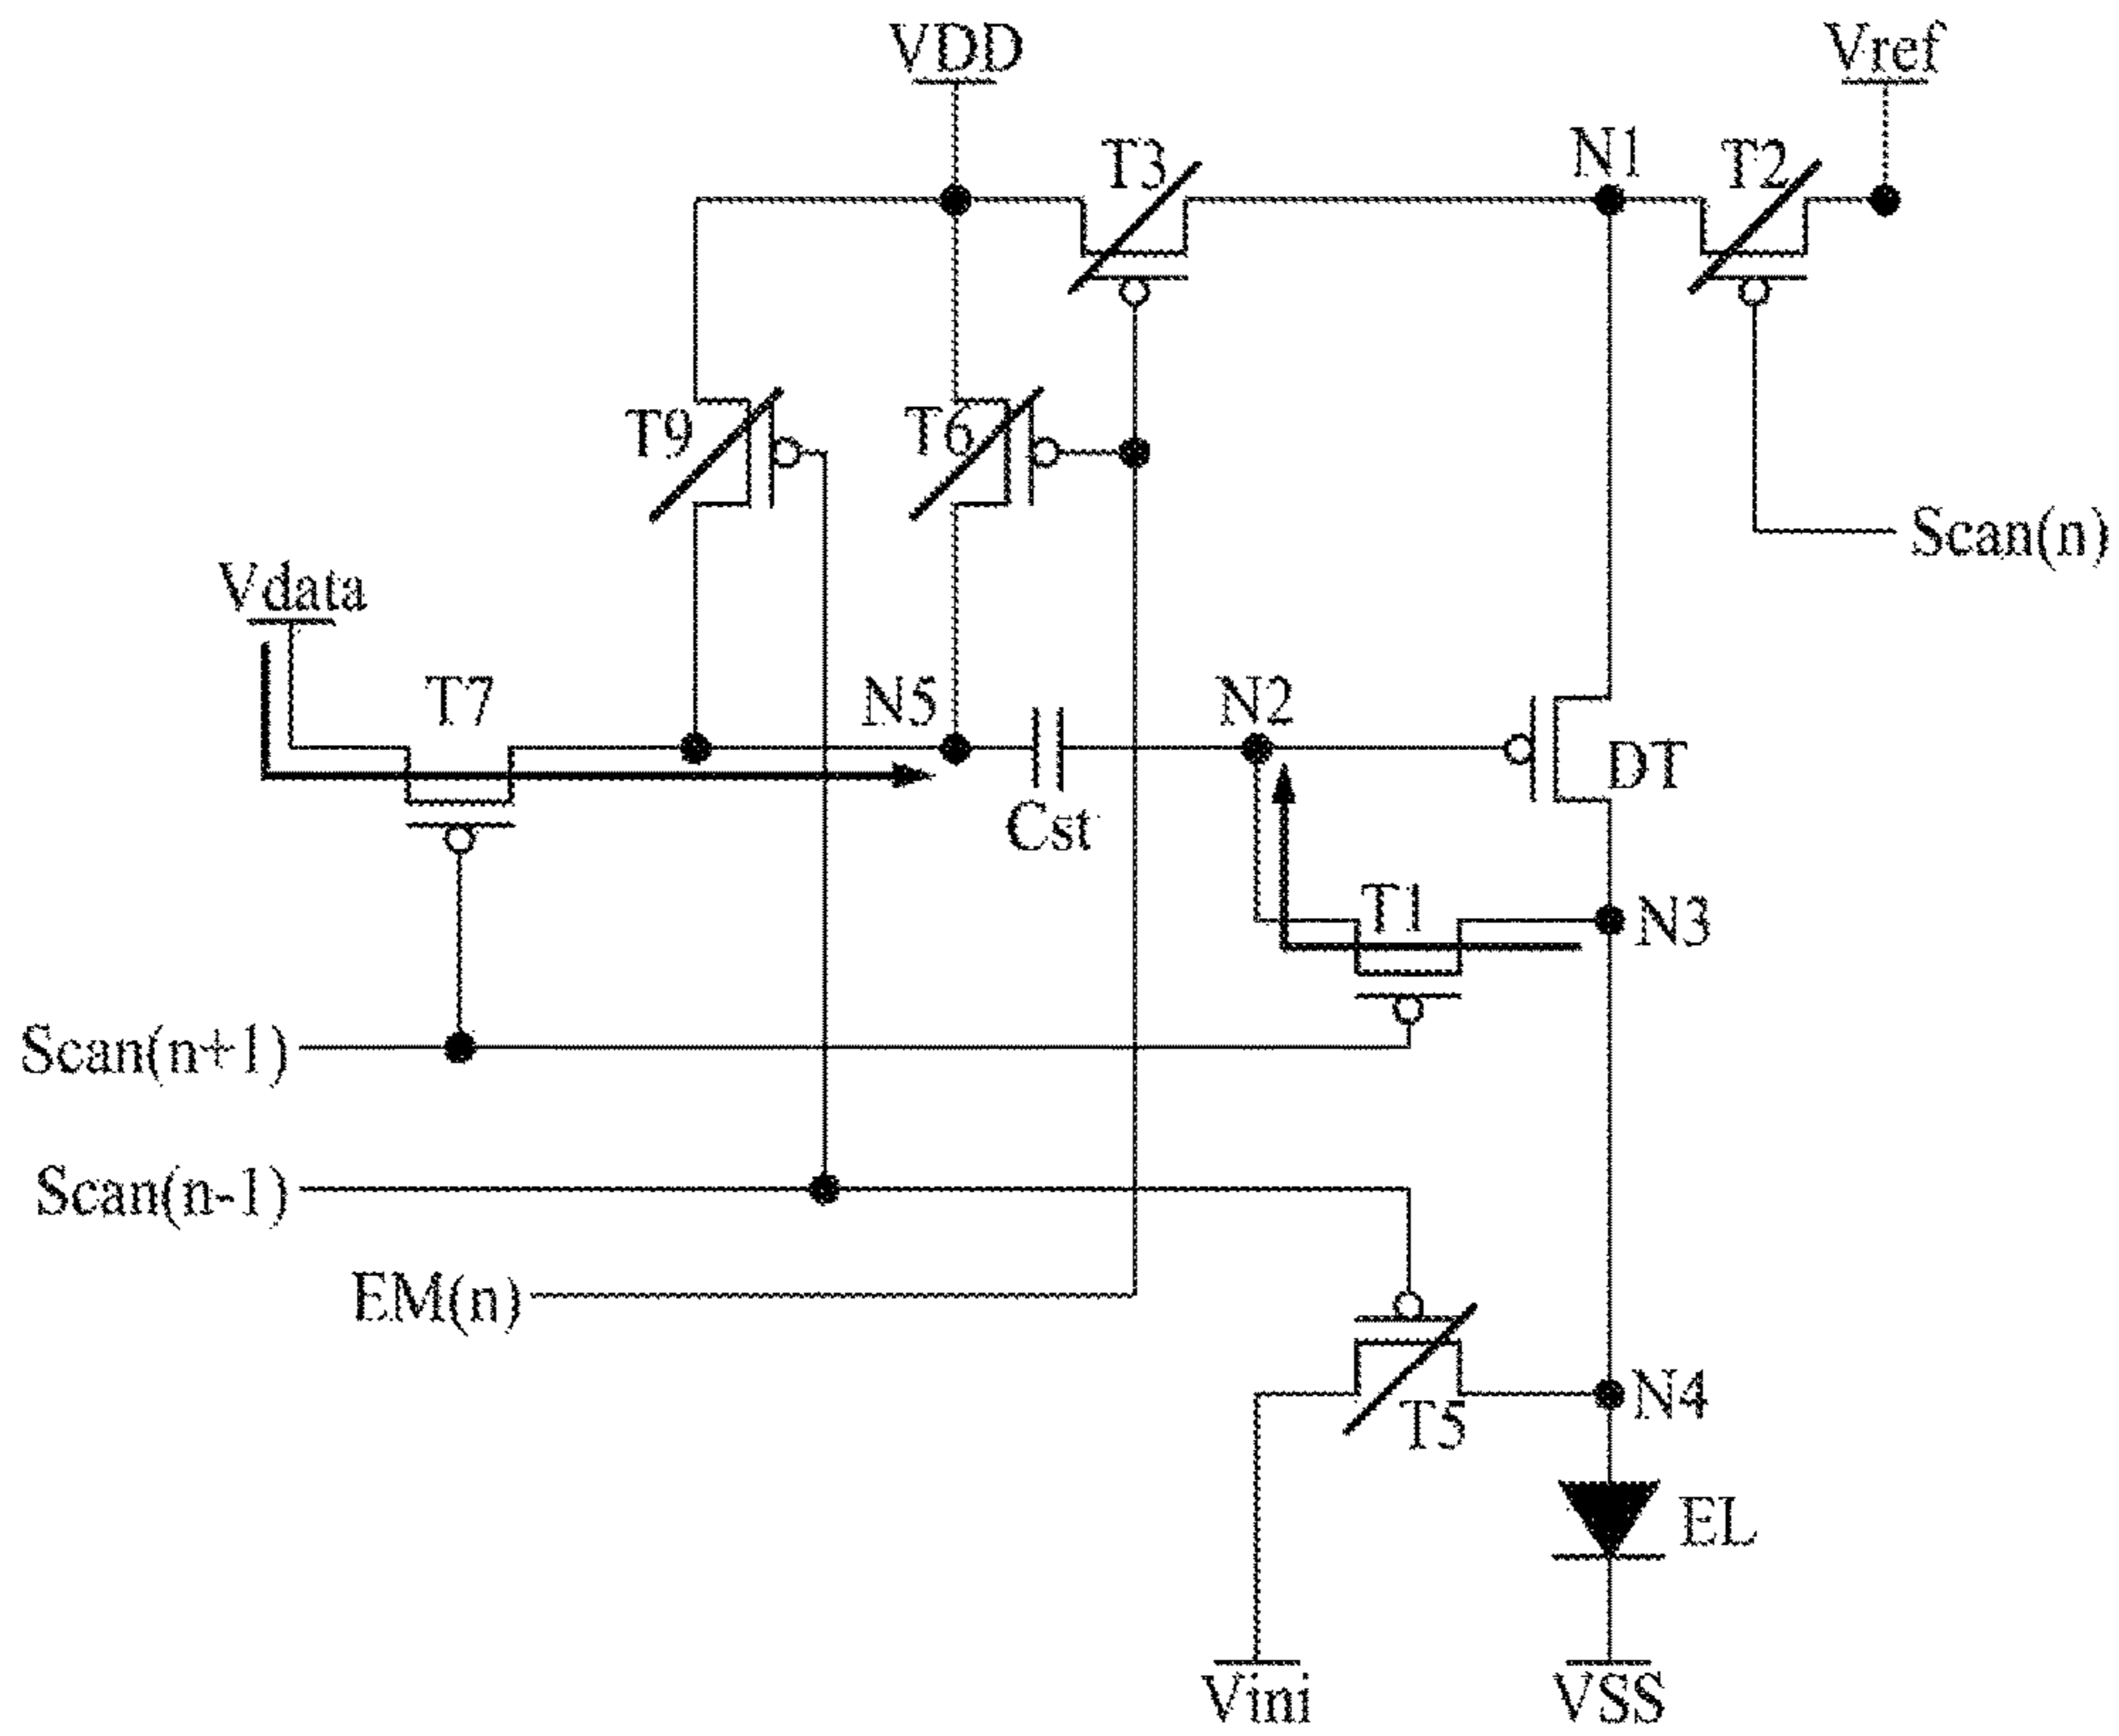 VDD
Vref
T3
N1
T2
T9
T6
Scan(n)
Vdata
T7
N5
N2
DT
Cst
T1
N3
Scan(n+1)
Scan(n-1)
EM(n)
N4
T5
EL
Vini
VSS